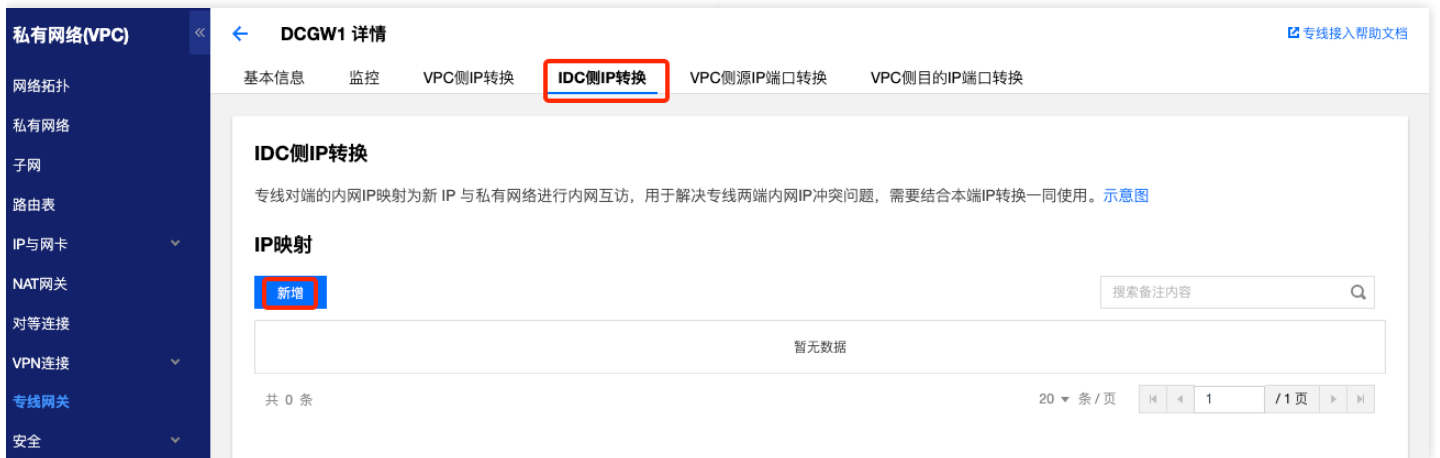 私有网络(VPC)
«
DCGW1 详情
专线接入帮助文档
基本信息 监控 VPC侧IP转换 IDC侧IP转换 VPC侧源IP端口转换 VPC侧目的IP端口转换
网络拓扑
私有网络
子网
路由表
IP与网卡
NAT网关
对等连接
VPN连接
专线网关
安全
IDC侧IP转换
专线对端的内网IP映射为新 IP 与私有网络进行内网互访，用于解决专线两端内网IP冲突问题，需要结合本端IP转换一同使用。示意图
IP映射
新增 搜索备注内容
暂无数据
共 0 条 20 条 / 页 1 / 1 页